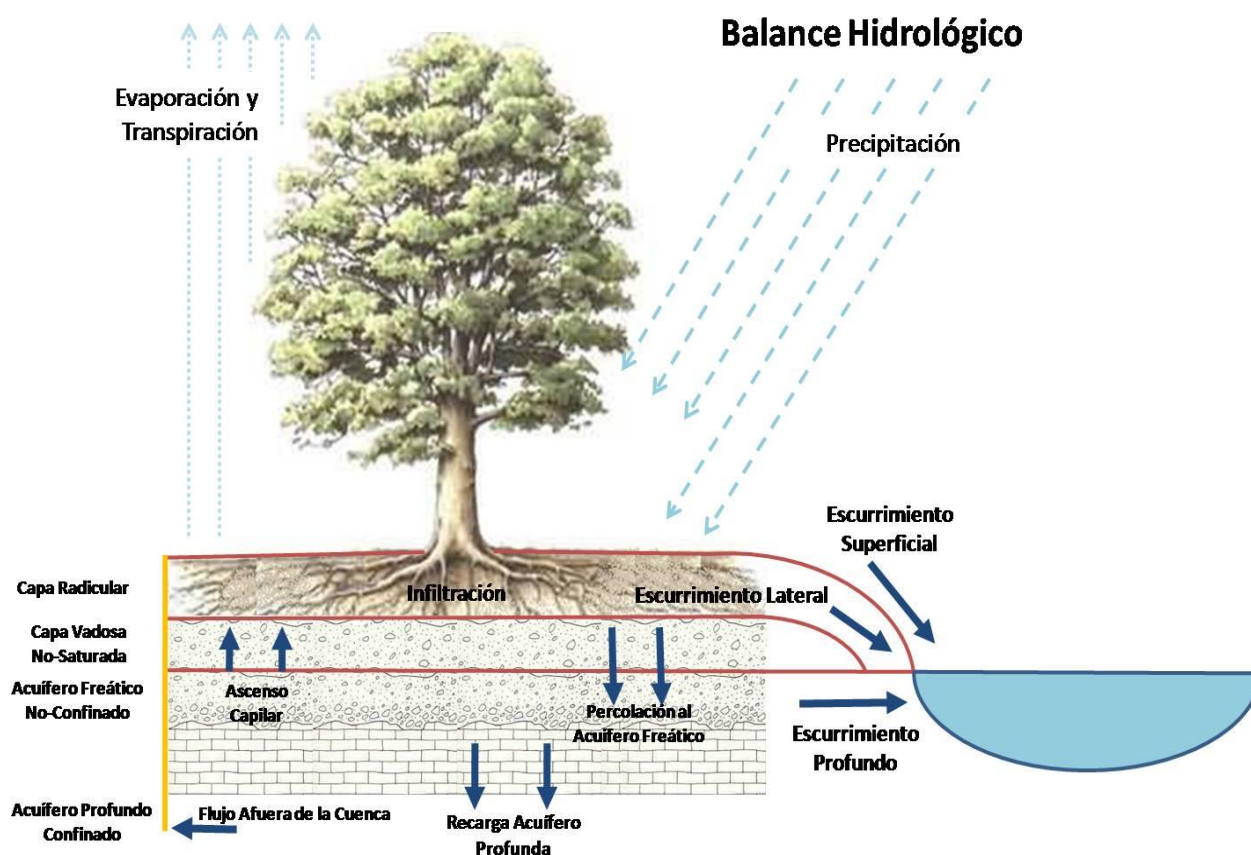 Balance Hidrológico
Evaporación y
Transpiración
Precipitación
Escurrimiento
Superficial
Capa Radicular
Infiltración
Escurrimiento Lateral
Capa Vadosa
No-Saturada
Acuífero Freático
No-Confinado
Ascenso
Capilar
Percolación al
Acuífero Freático
Escurrimiento
Profundo
Acuífero Profundo
Confinado
Flujo Afuera de la Cuenca
Recarga Acuífero
Profunda